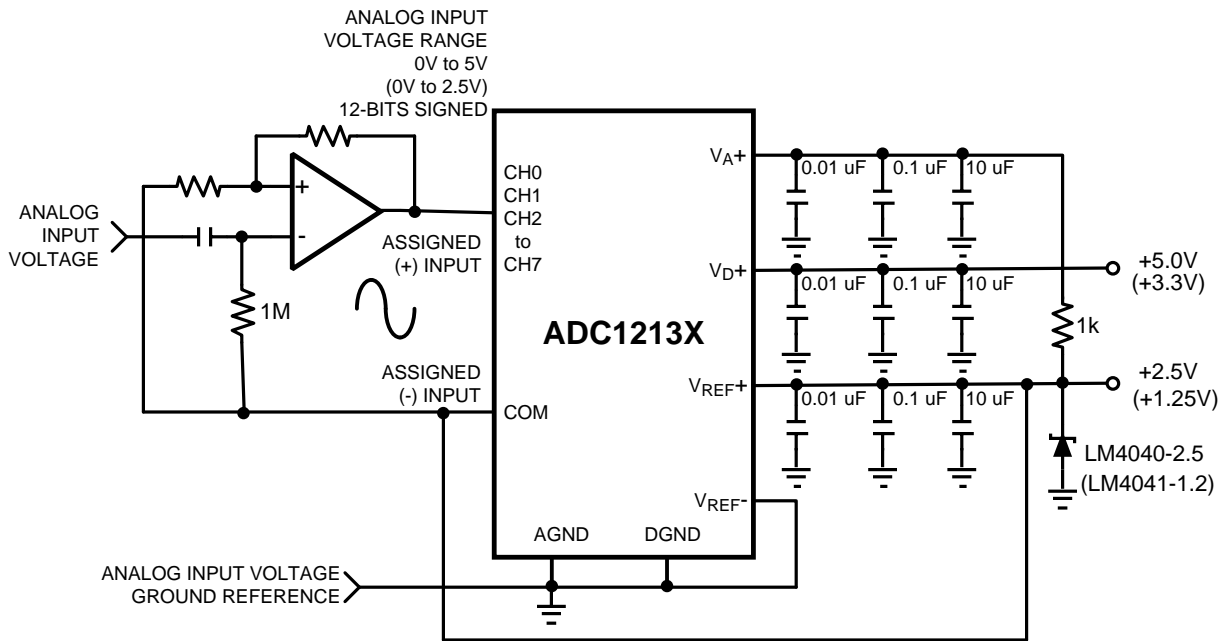 ANALOG INPUT
VOLTAGE RANGE
0V to 5V
(0V to 2.5V)
12-BITS SIGNED
ANALOG
INPUT
VOLTAGE
+
-
1M
ASSIGNED
(+) INPUT
ASSIGNED
(-) INPUT
CH0
CH1
CH2
to
CH7
COM
ADC1213X
VA+
0.01 uF
0.1 uF
10 uF
VD+
0.01 uF
0.1 uF
10 uF
+5.0V
(+3.3V)
1k
VREF+
0.01 uF
0.1 uF
10 uF
+2.5V
(+1.25V)
LM4040-2.5
(LM4041-1.2)
VREF-
AGND
DGND
ANALOG INPUT VOLTAGE
GROUND REFERENCE